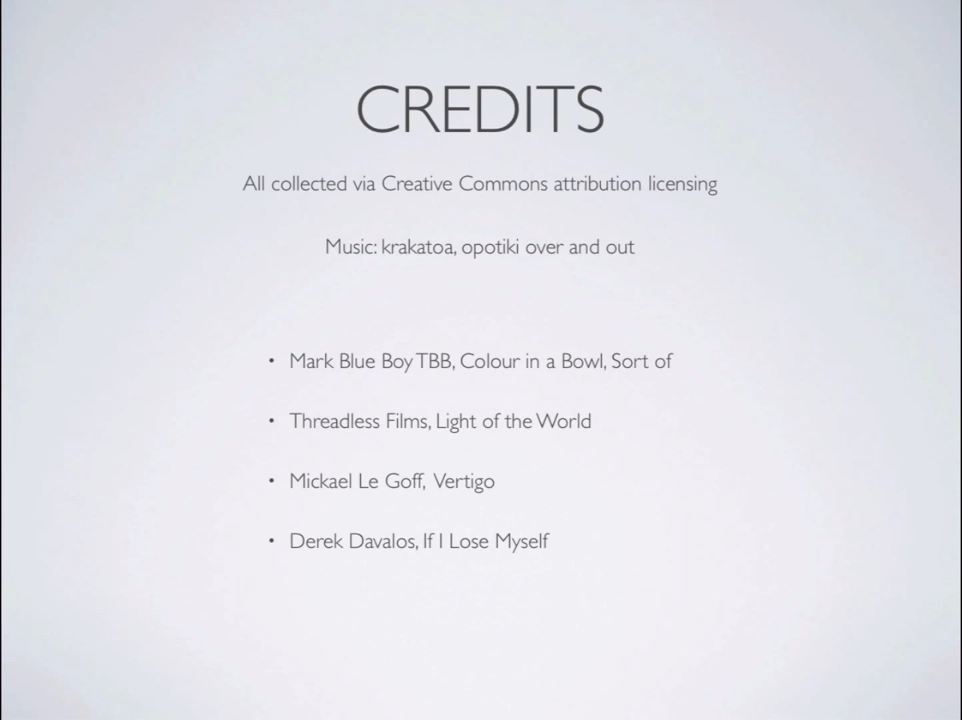 CREDITS
All collected via Creative Commons attribution licensing
Music: krakatoa, opotiki over and out
• Mark Blue Boy TBB, Colour in a Bowl, Sort of
• Threadless Films, Light of the World
• Mickael Le Goff, Vertigo
• Derek Davalos, If I Lose Myself